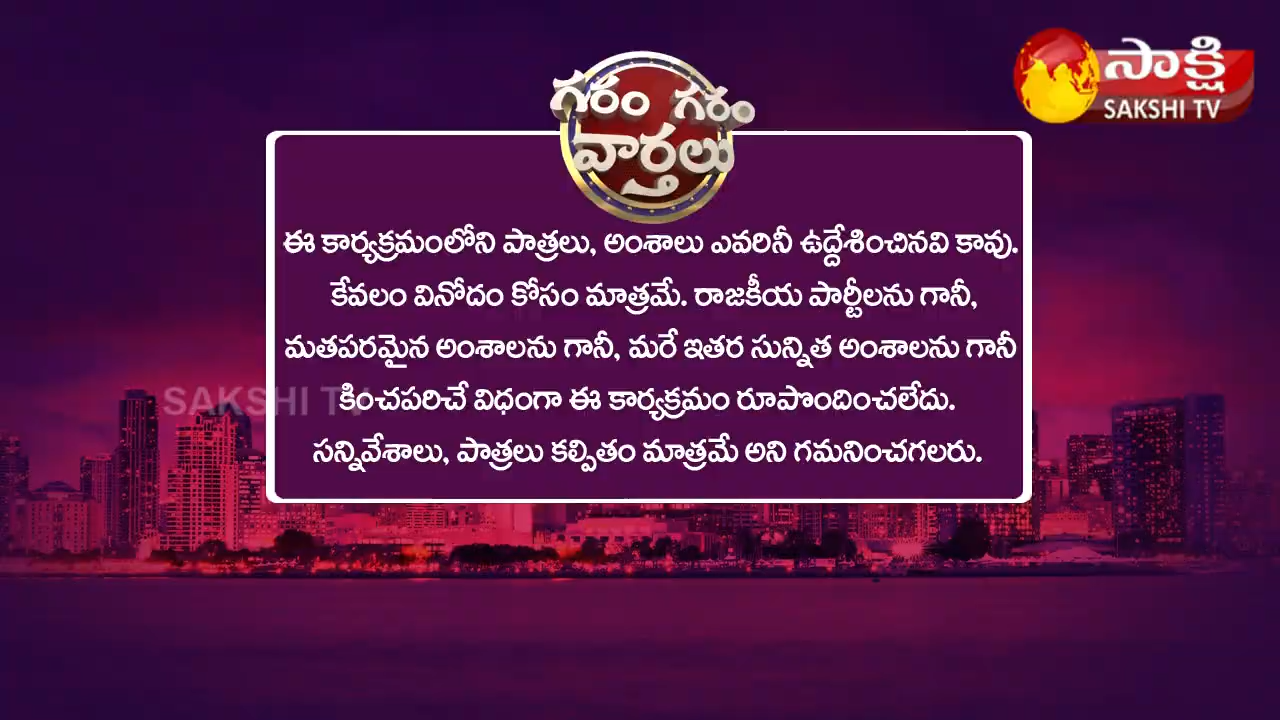 సాక్షి
SAKSHI TV
గరం గరం
వార్తలు
ఈ కార్యక్రమంలోని పాత్రలు, అంశాలు ఎవరినీ ఉద్దేశించినవి కావు.
కేవలం వినోదం కోసం మాత్రమే. రాజకీయ పార్టీలను గానీ,
మతపరమైన అంశాలను గానీ, మరే ఇతర సున్నిత అంశాలను గానీ
కించపరిచే విధంగా ఈ కార్యక్రమం రూపొందించలేదు.
సన్నివేశాలు, పాత్రలు కల్పితం మాత్రమే అని గమనించగలరు.
SAKSHI TV